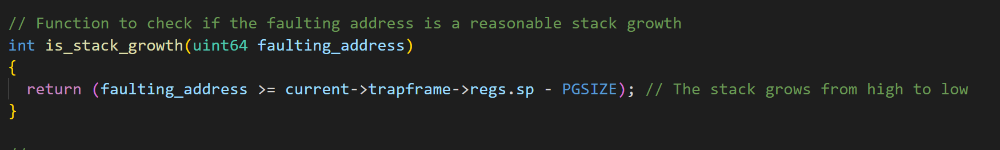 // Function to check if the faulting address is a reasonable stack growth
int is_stack_growth(uint64 faulting_address)
{
  return (faulting_address >= current->trapframe->regs.sp - PGSIZE); // The stack grows from high to low
}
//